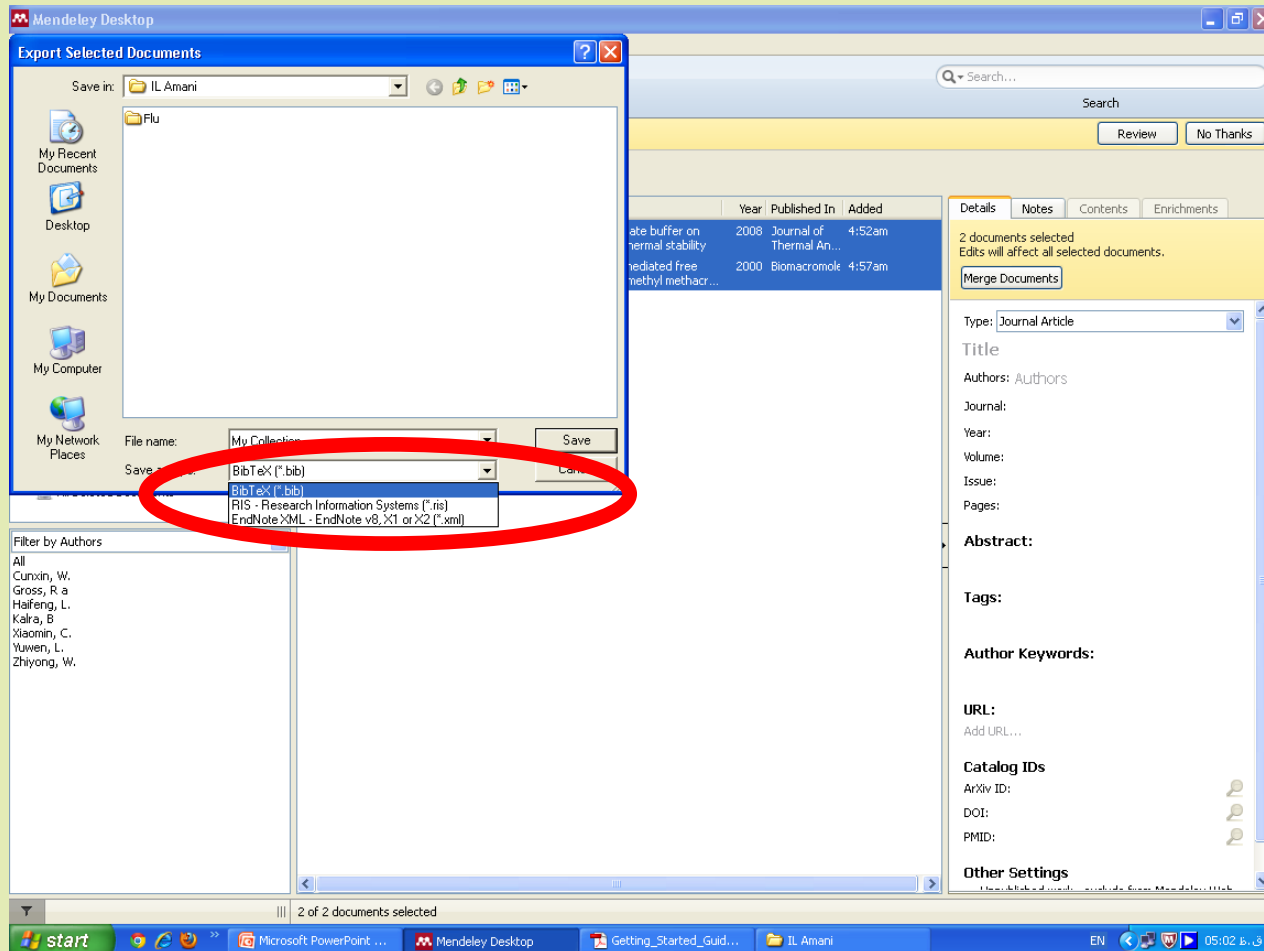 Mendeley Desktop
Export Selected Documents
Save in:
IL Amani
Flu
My Recent
Documents
Desktop
My Documents
My Computer
My Network
Places
File name:
My Collection
Save
BibTeX (*.bib)
BibTeX (*.bib)
RIS - Research Information Systems (*.ris)
EndNote XML - EndNote v8, X1 or X2 (*.xml)
Search...
Search
Review
No Thanks
Year
Published In
Added
ate buffer on
2008
Journal of
4:52am
hermal stability
Thermal An...
mediated free
2000
Biomacromole
4:57am
methyl methacr...
Filter by Authors
All
Cunxin, W.
Gross, R a
Haifeng, L.
Kalra, B
Xiaomin, C.
Yuwen, L.
Zhiyong, W.
Details
Notes
Contents
Enrichments
2 documents selected
Edits will affect all selected documents.
Merge Documents
Type: Journal Article
Title
Authors: Authors
Journal:
Year:
Volume:
Issue:
Pages:
Abstract:
Tags:
Author Keywords:
URL:
Add URL...
Catalog IDs
ArXiv ID:
DOI:
PMID:
Other Settings
2 of 2 documents selected
start
Microsoft PowerPoint ...
Mendeley Desktop
Getting_Started_Guid...
IL Amani
EN
05:02 ق.ظ